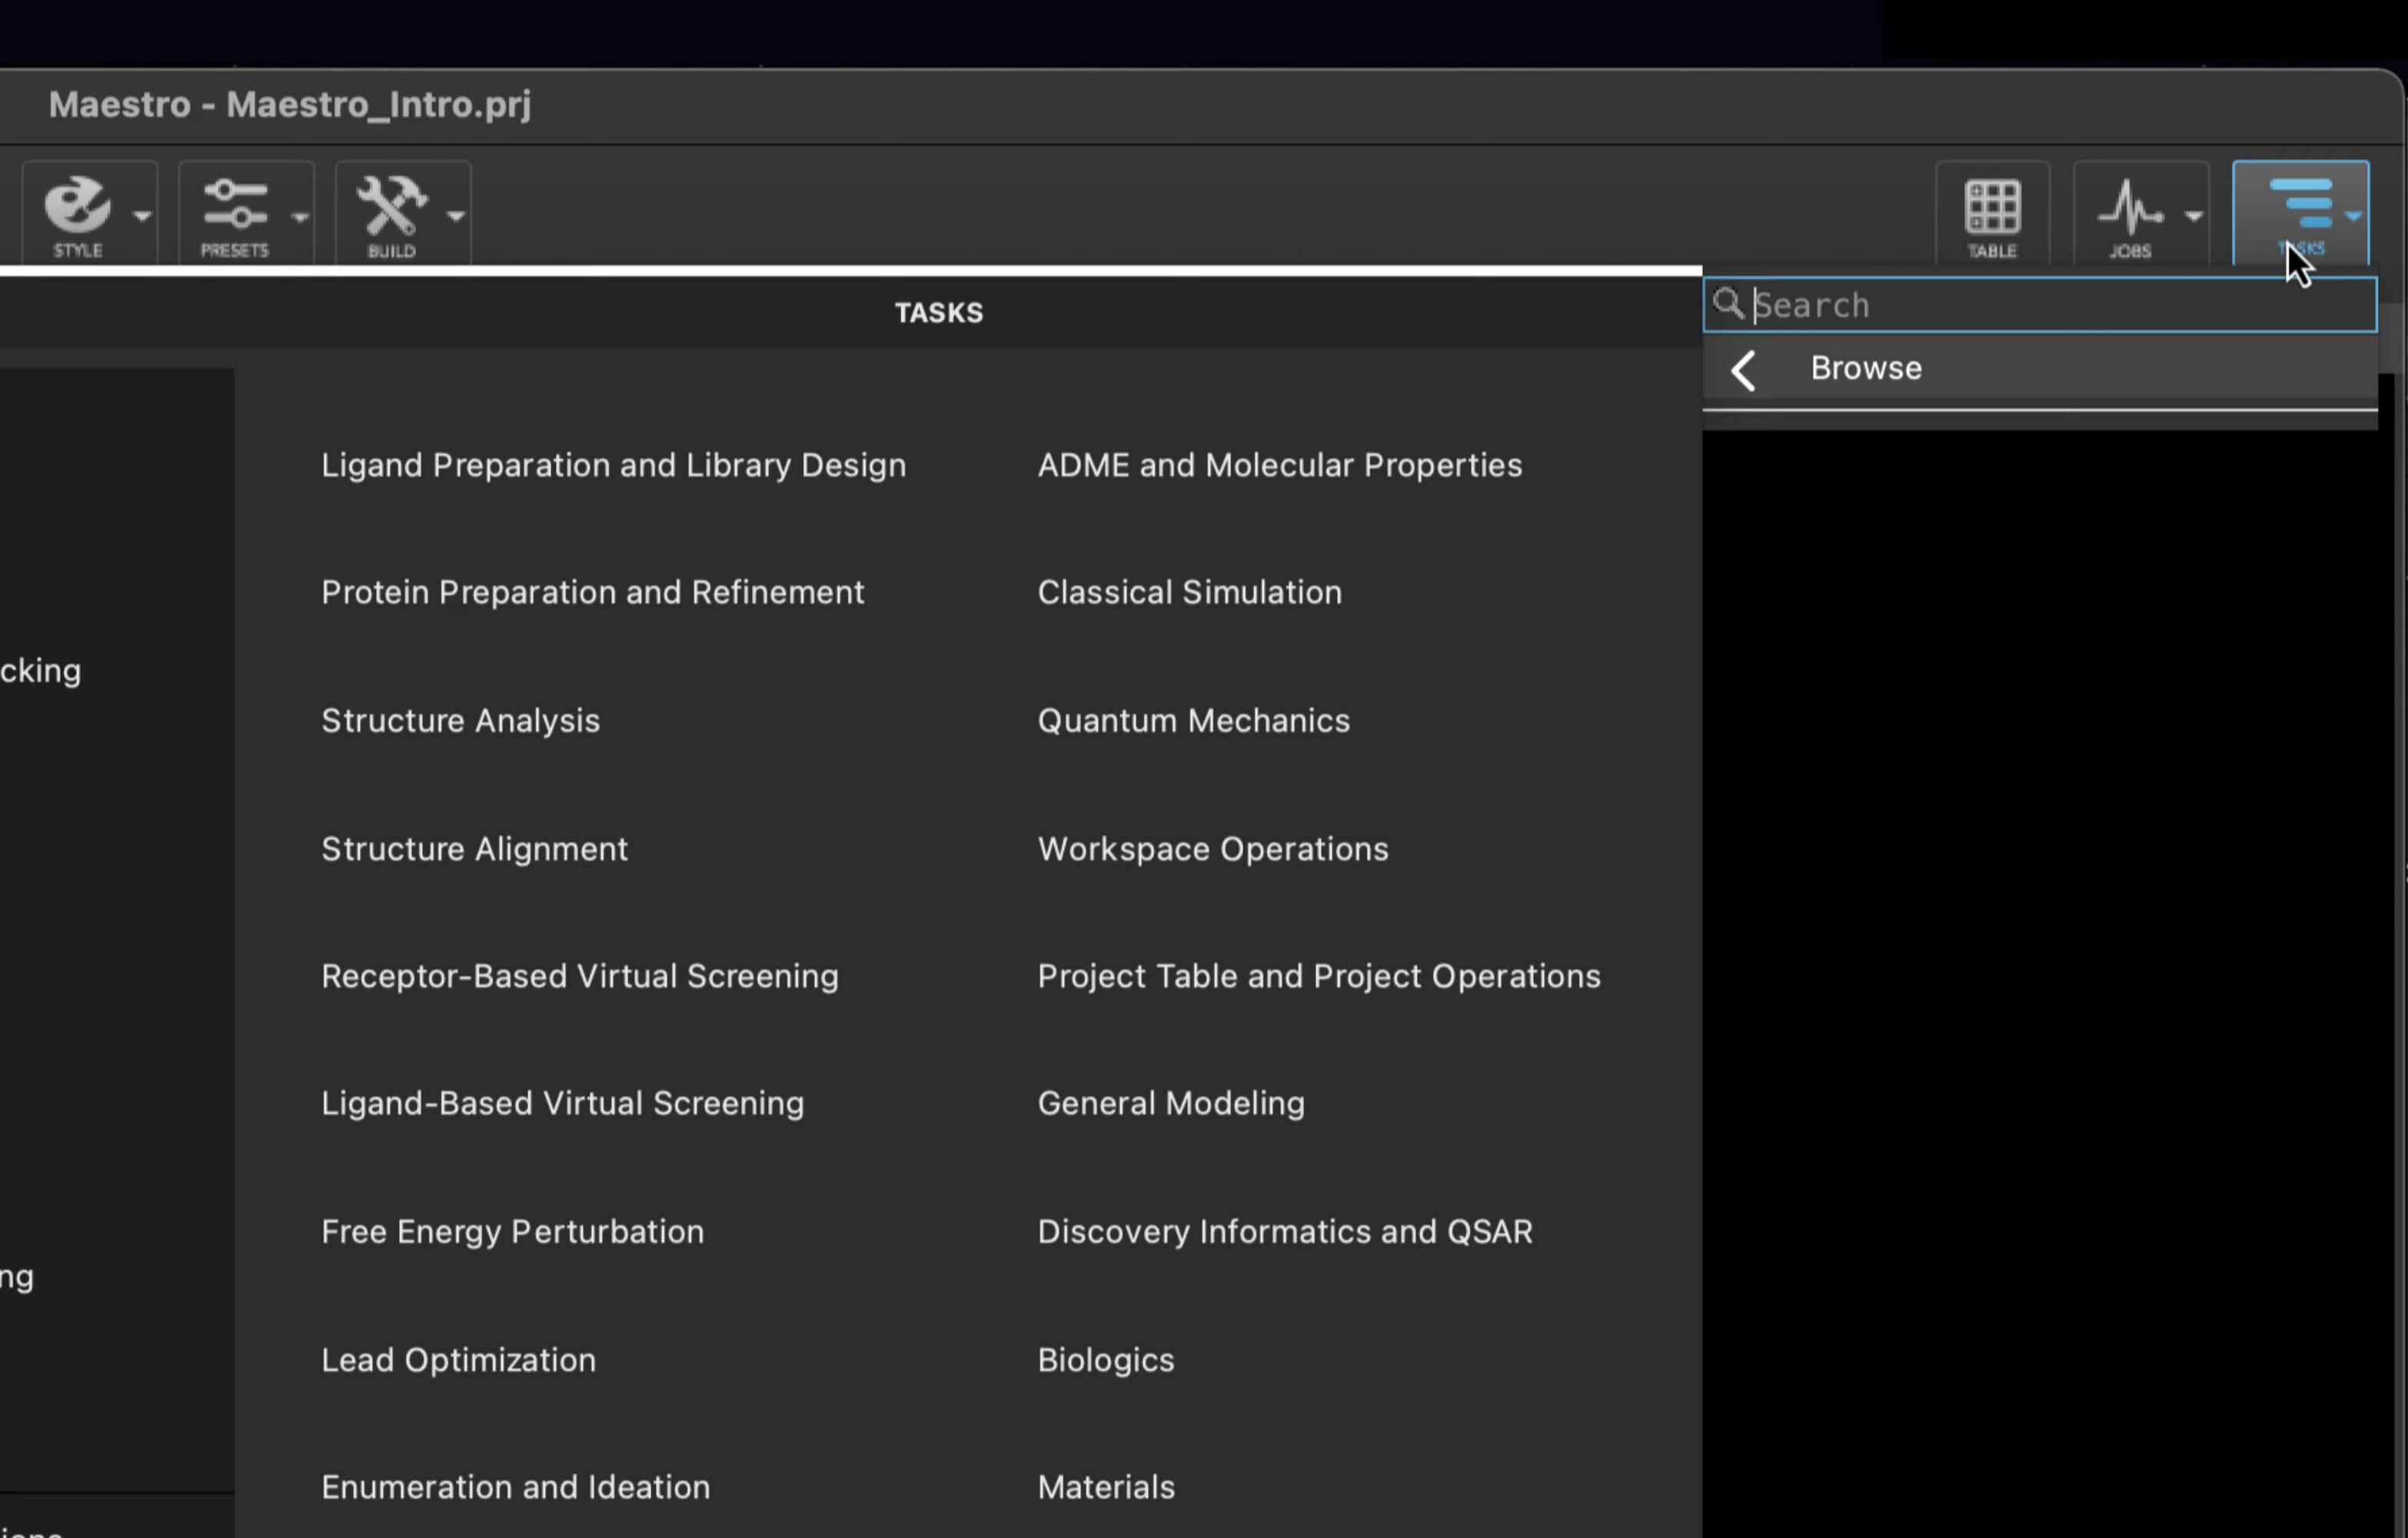 Maestro - Maestro_Intro.prj
STYLE
PRESETS
BUILD
TABLE
JOBS
TASKS
TASKS
Search
Browse
Ligand Preparation and Library Design
ADME and Molecular Properties
Protein Preparation and Refinement
Classical Simulation
cking
Structure Analysis
Quantum Mechanics
Structure Alignment
Workspace Operations
Receptor-Based Virtual Screening
Project Table and Project Operations
Ligand-Based Virtual Screening
General Modeling
Free Energy Perturbation
Discovery Informatics and QSAR
ng
Lead Optimization
Biologics
Enumeration and Ideation
Materials